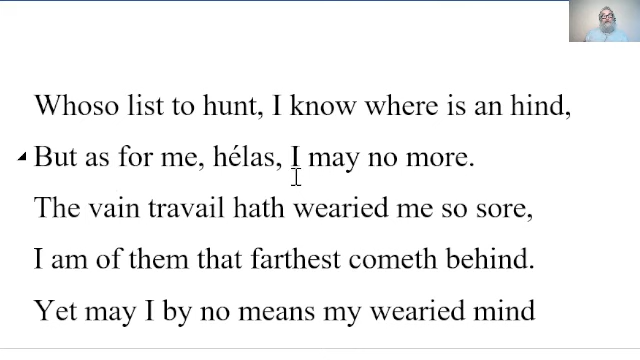 Whoso list to hunt, I know where is an hind,
But as for me, hélas, I may no more.
The vain travail hath wearied me so sore,
I am of them that farthest cometh behind.
Yet may I by no means my wearied mind